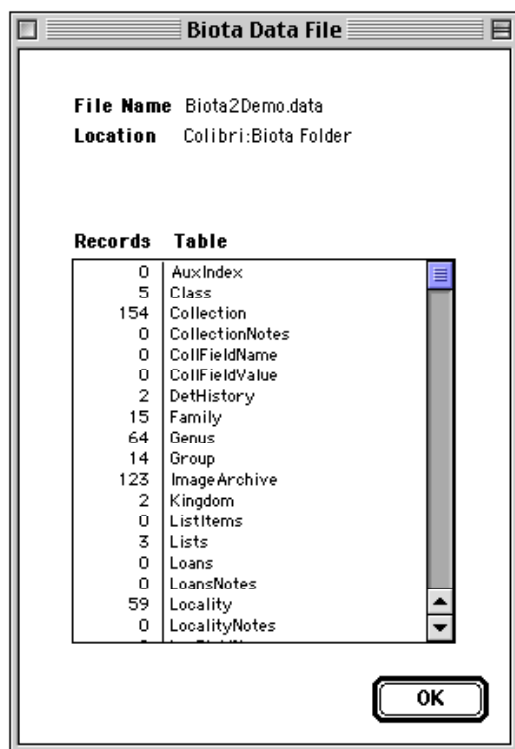 Biota Data File
File Name Biota2Demo.data
Location Colibri:Biota Folder
Records Table
0 AuxIndex
5 Class
154 Collection
0 CollectionNotes
0 CollFieldName
0 CollFieldValue
2 DetHistory
15 Family
64 Genus
14 Group
123 ImageArchive
2 Kingdom
0 ListItems
3 Lists
0 Loans
0 LoansNotes
59 Locality
0 LocalityNotes
OK